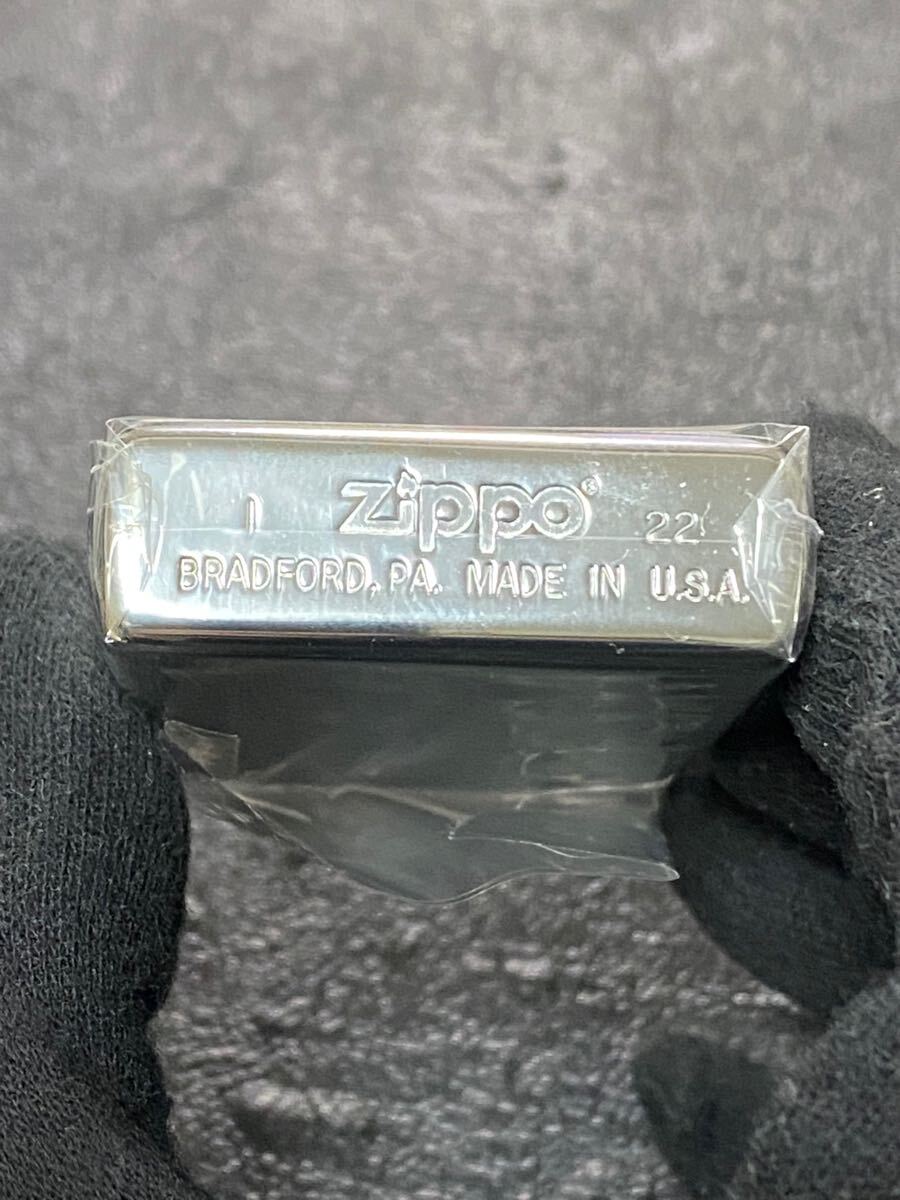 I Zippo® 22
BRADFORD, PA. MADE IN U.S.A.